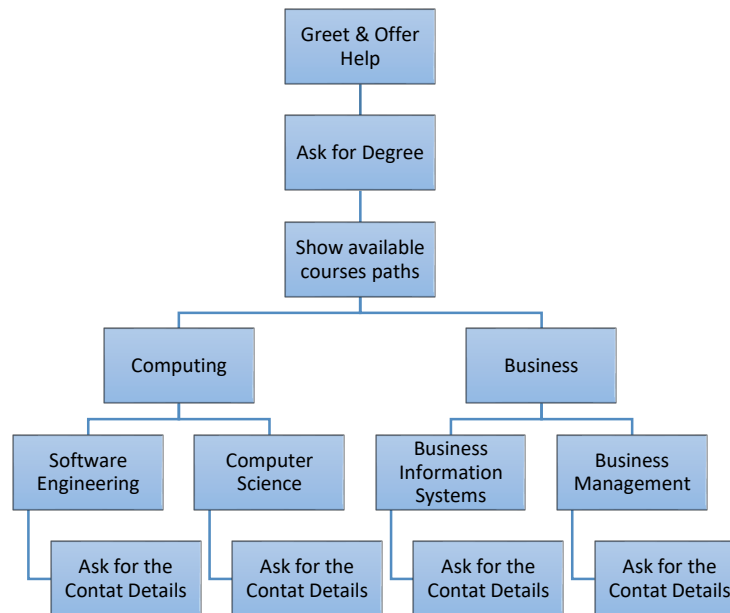 Greet & Offer
Help
Ask for Degree
Show available
courses paths
Computing
Business
Software
Engineering
Computer
Science
Business
Information
Systems
Business
Management
Ask for the
Contat Details
Ask for the
Contat Details
Ask for the
Contat Details
Ask for the
Contat Details